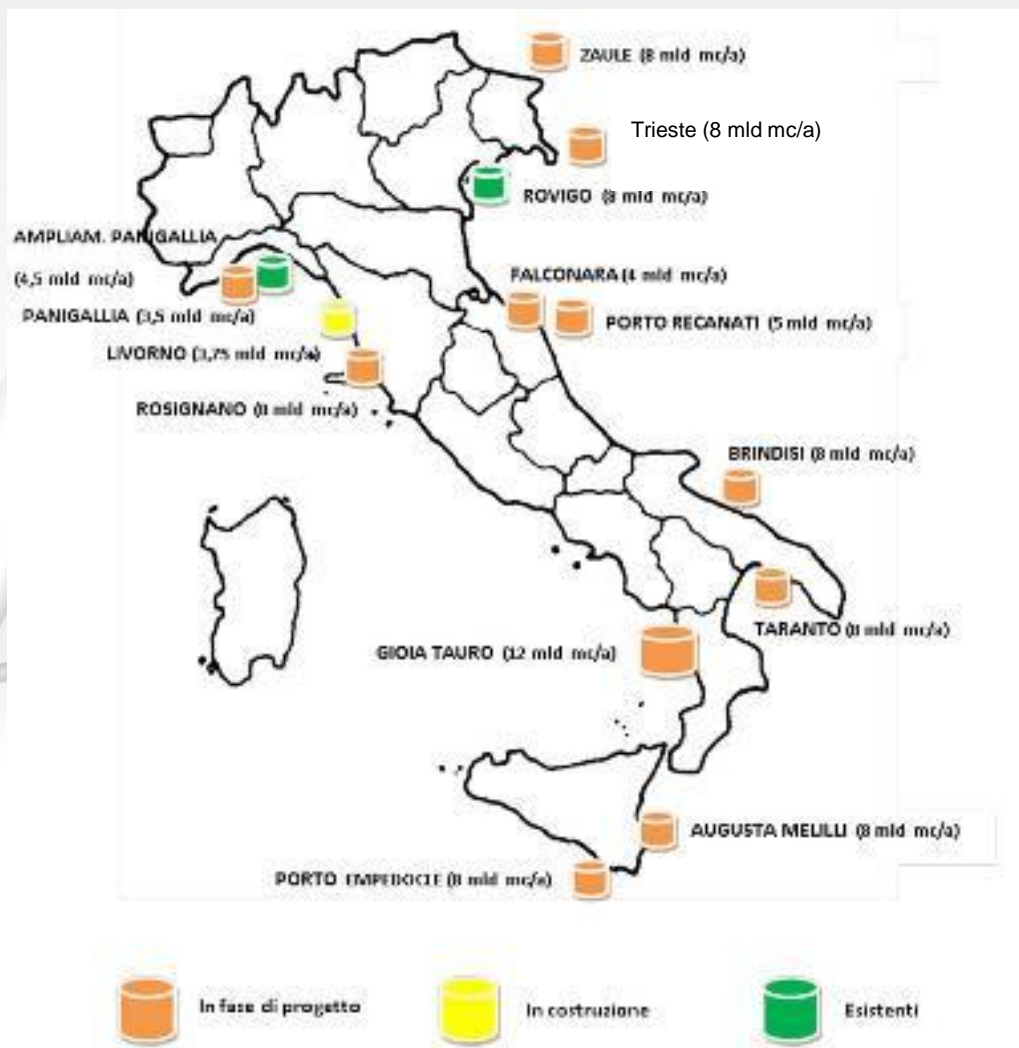 ZAULE (8 mld mc/a)
Trieste (8 mld mc/a)
ROVIGO (8 mld mc/a)
AMPLIAM. PANIGALLIA
(4,5 mld mc/a)
FALCONARA (4 mld mc/a)
PANIGALLIA (3,5 mld mc/a)
PORTO RECANATI (5 mld mc/a)
LIVORNO (3,75 mld mc/a)
ROSIGNANO (8 mld mc/a)
BRINDISI (8 mld mc/a)
TARANTO (8 mld mc/a)
GIOIA TAURO (12 mld mc/a)
AUGUSTA MELILLI (8 mld mc/a)
PORTO EMPEDOCLE (8 mld mc/a)
In fase di progetto
In costruzione
Esistenti